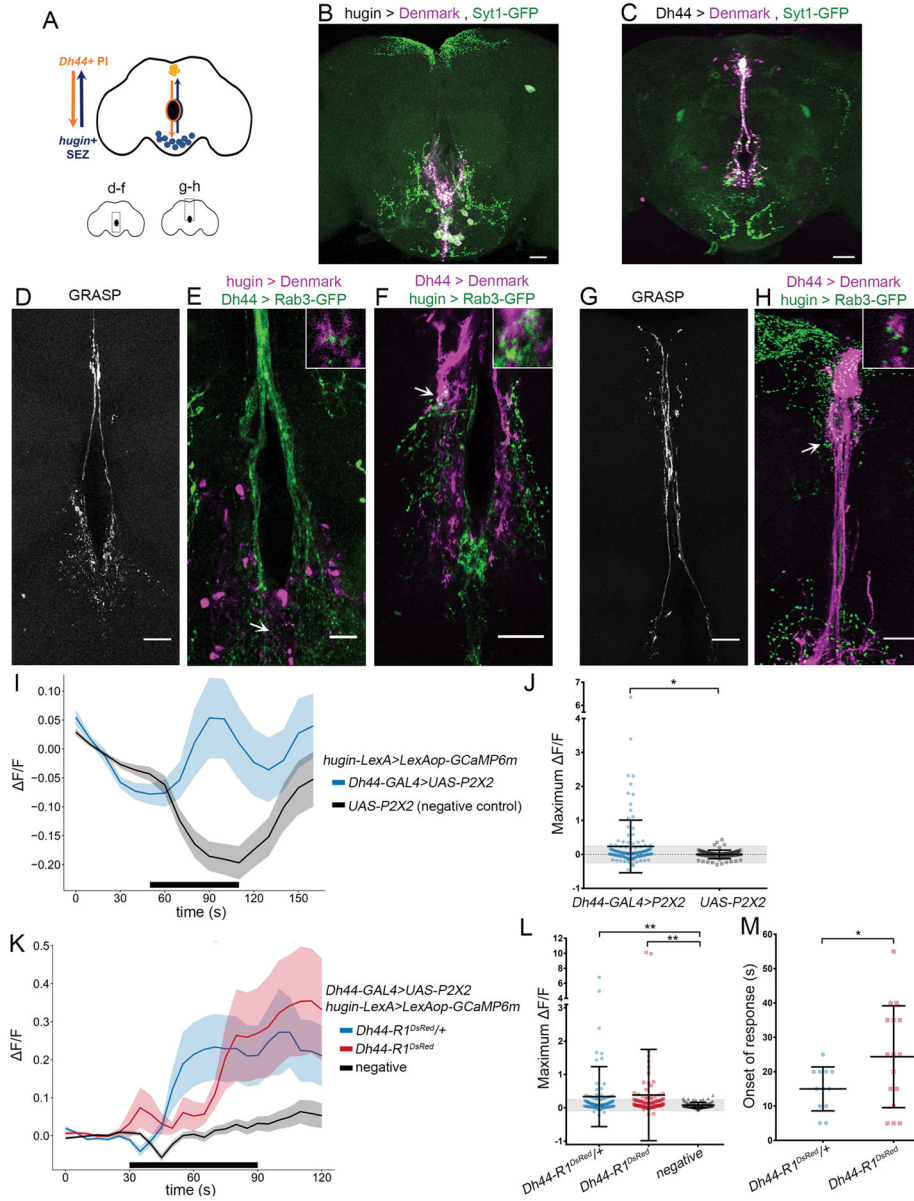 A
Dh44+ PI
hugin+
SEZ
d-f
g-h
B
hugin > Denmark , Syt1-GFP
C
Dh44 > Denmark , Syt1-GFP
D
GRASP
E
hugin > Denmark
Dh44 > Rab3-GFP
F
Dh44 > Denmark
hugin > Rab3-GFP
G
GRASP
H
Dh44 > Denmark
hugin > Rab3-GFP
I
ΔF/F
0.10
0.05
0.00
-0.05
-0.10
-0.15
-0.20
0
30
60
90
120
150
time (s)
hugin-LexA>LexAop-GCaMP6m
Dh44-GAL4>UAS-P2X2
UAS-P2X2 (negative control)
J
Maximum ΔF/F
7
6
4
3
2
1
0
-1
*
Dh44-GAL4>P2X2
UAS-P2X2
K
ΔF/F
0.5
0.4
0.3
0.2
0.1
0.0
0
20
40
60
80
100
120
time (s)
Dh44-GAL4>UAS-P2X2
hugin-LexA>LexAop-GCaMP6m
Dh44-R1DsRed/+
Dh44-R1DsRed
negative
L
Maximum ΔF/F
12
10
8
6
4
2
3
2
1
0
-1
**
**
Dh44-R1DsRed/+
Dh44-R1DsRed
negative
M
Onset of response (s)
60
50
40
30
20
10
0
*
Dh44-R1DsRed/+
Dh44-R1DsRed